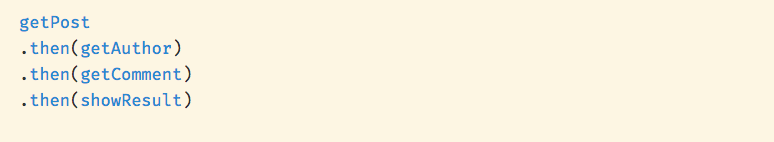 getPost
.then(getAuthor)
.then(getComment)
.then(showResult)